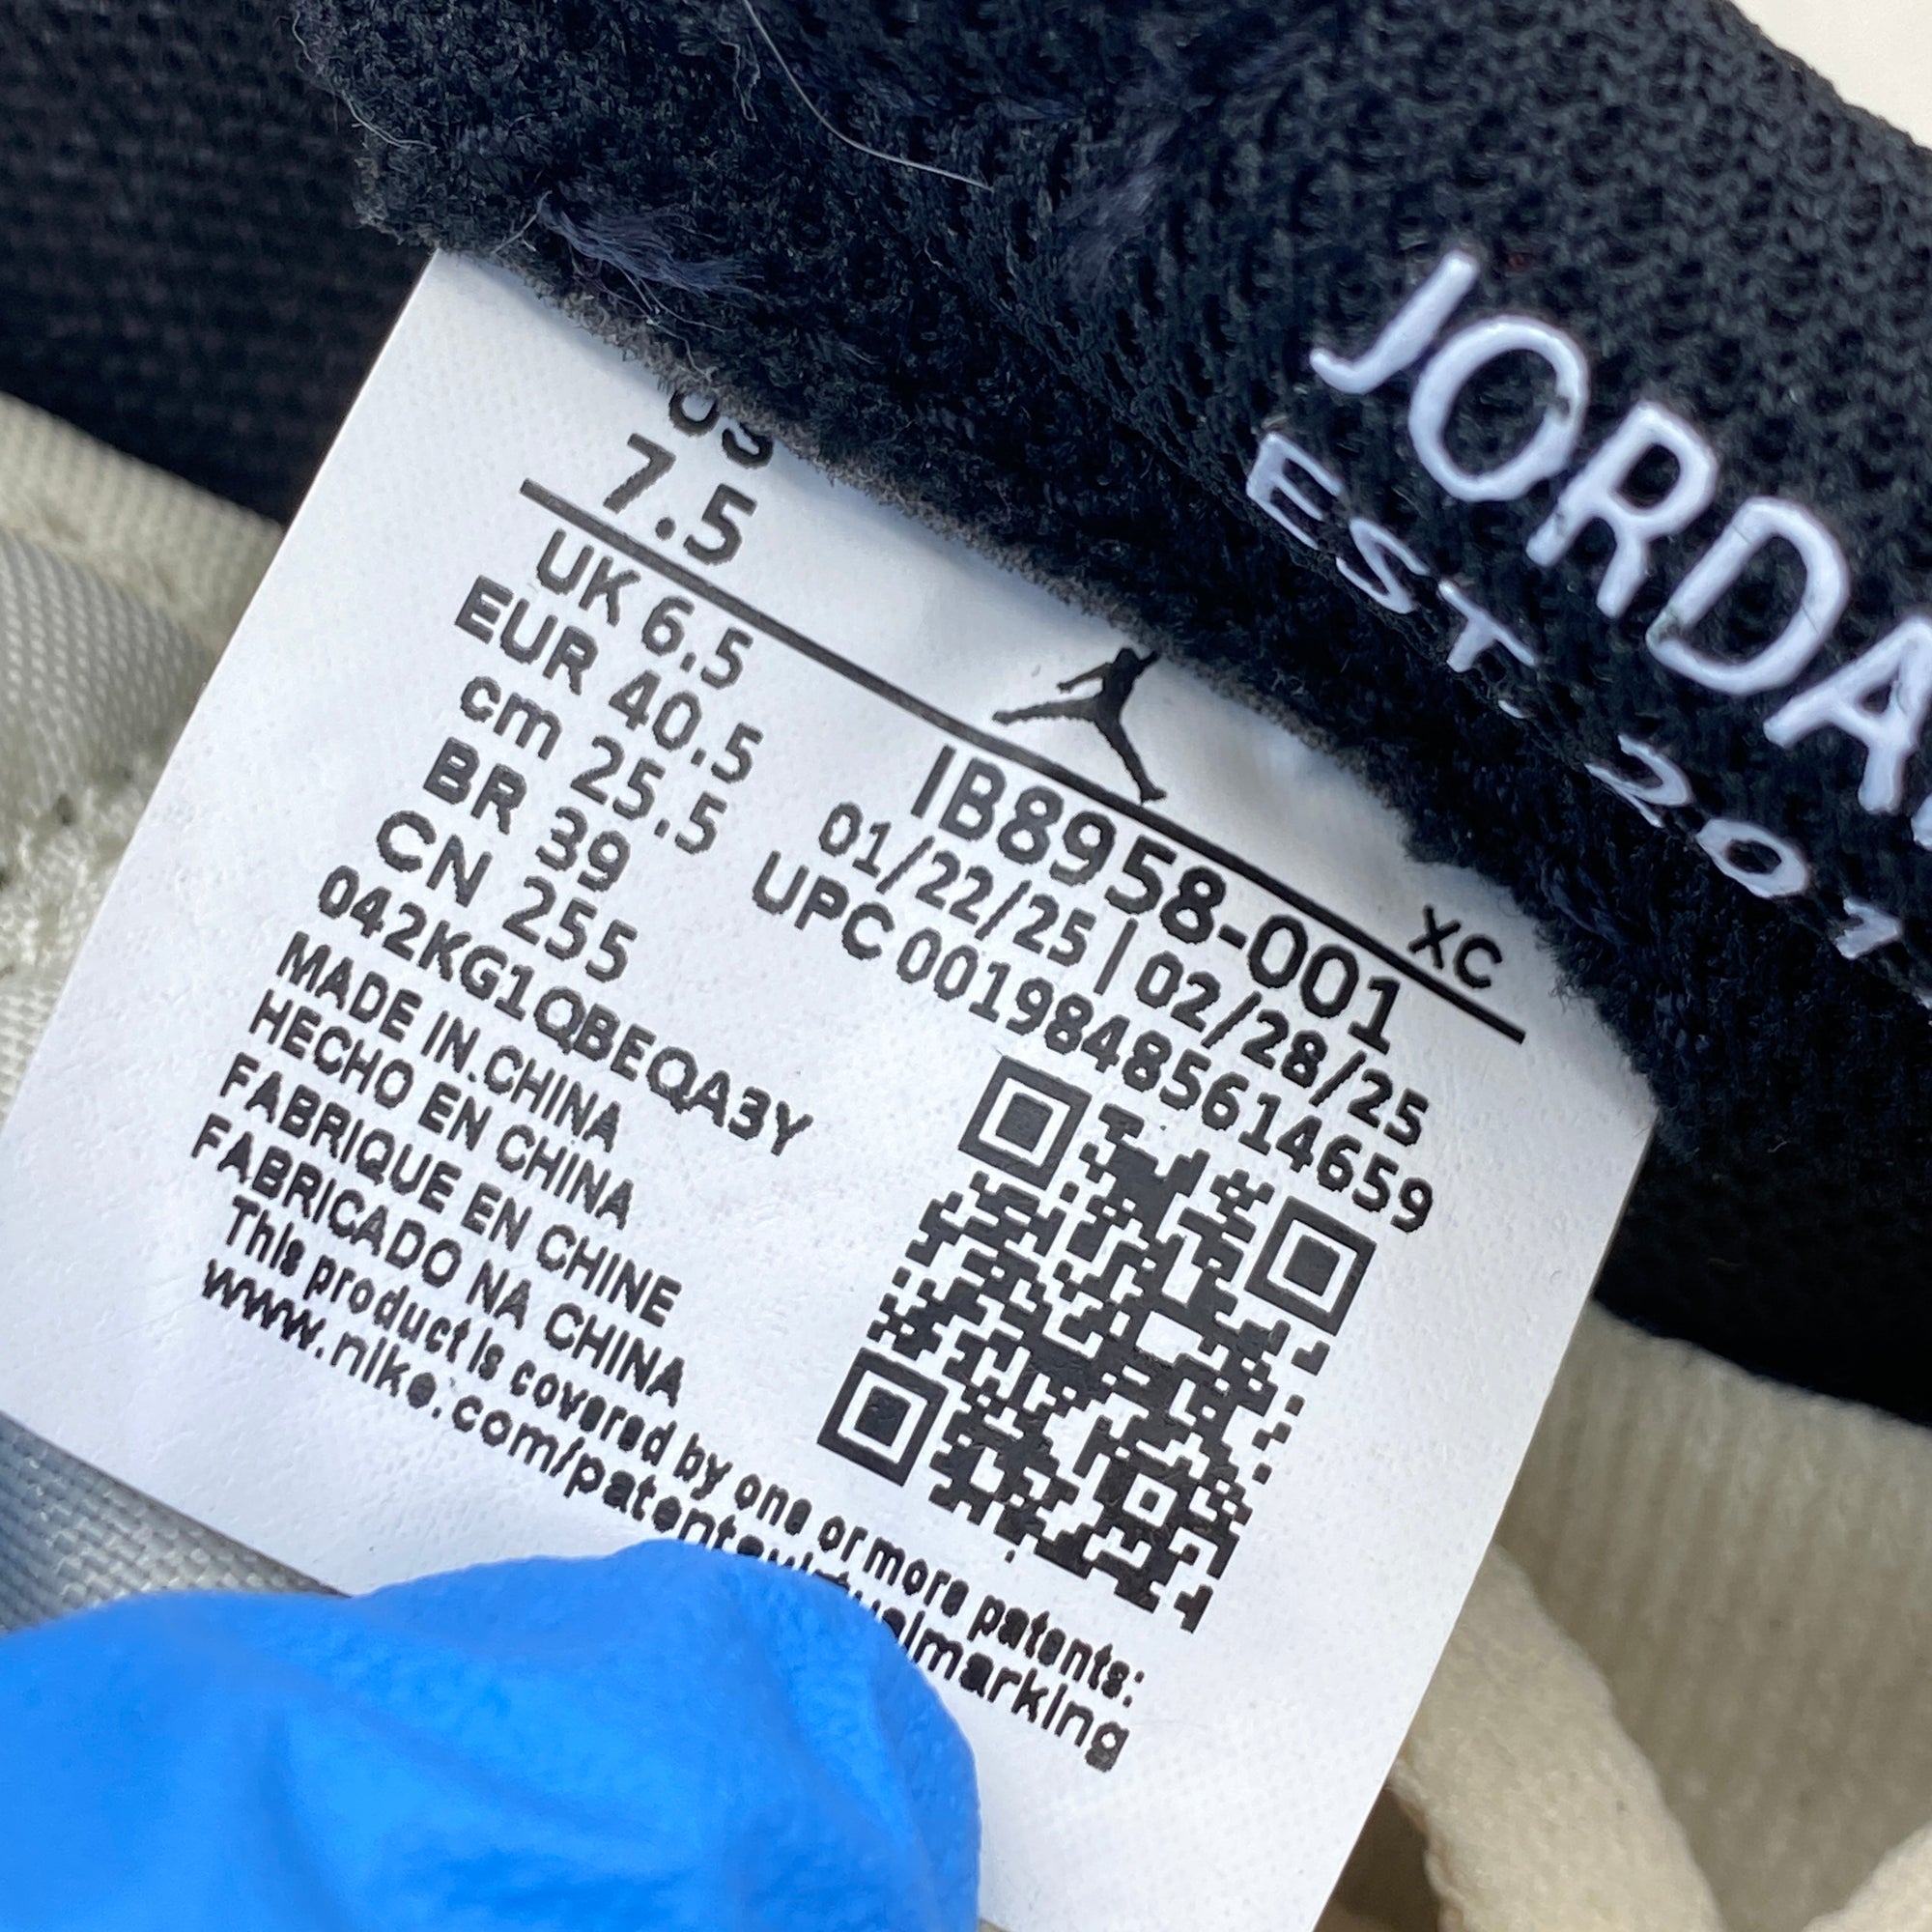 JORDA
EST. 201
US
7.5
UK 6.5
EUR 40.5
cm 25.5
BR 39
CN 255
042KG1QBEQA3Y
MADE IN.CHINA
HECHO EN CHINA
FABRIQUE EN CHINE
FABRICADO NA CHINA
XC
IB8958-001
01/22/25 | 02/28/25
UPC 00198485614659
This product is covered by one or more patents:
www.nike.com/patentsvirtualmarking